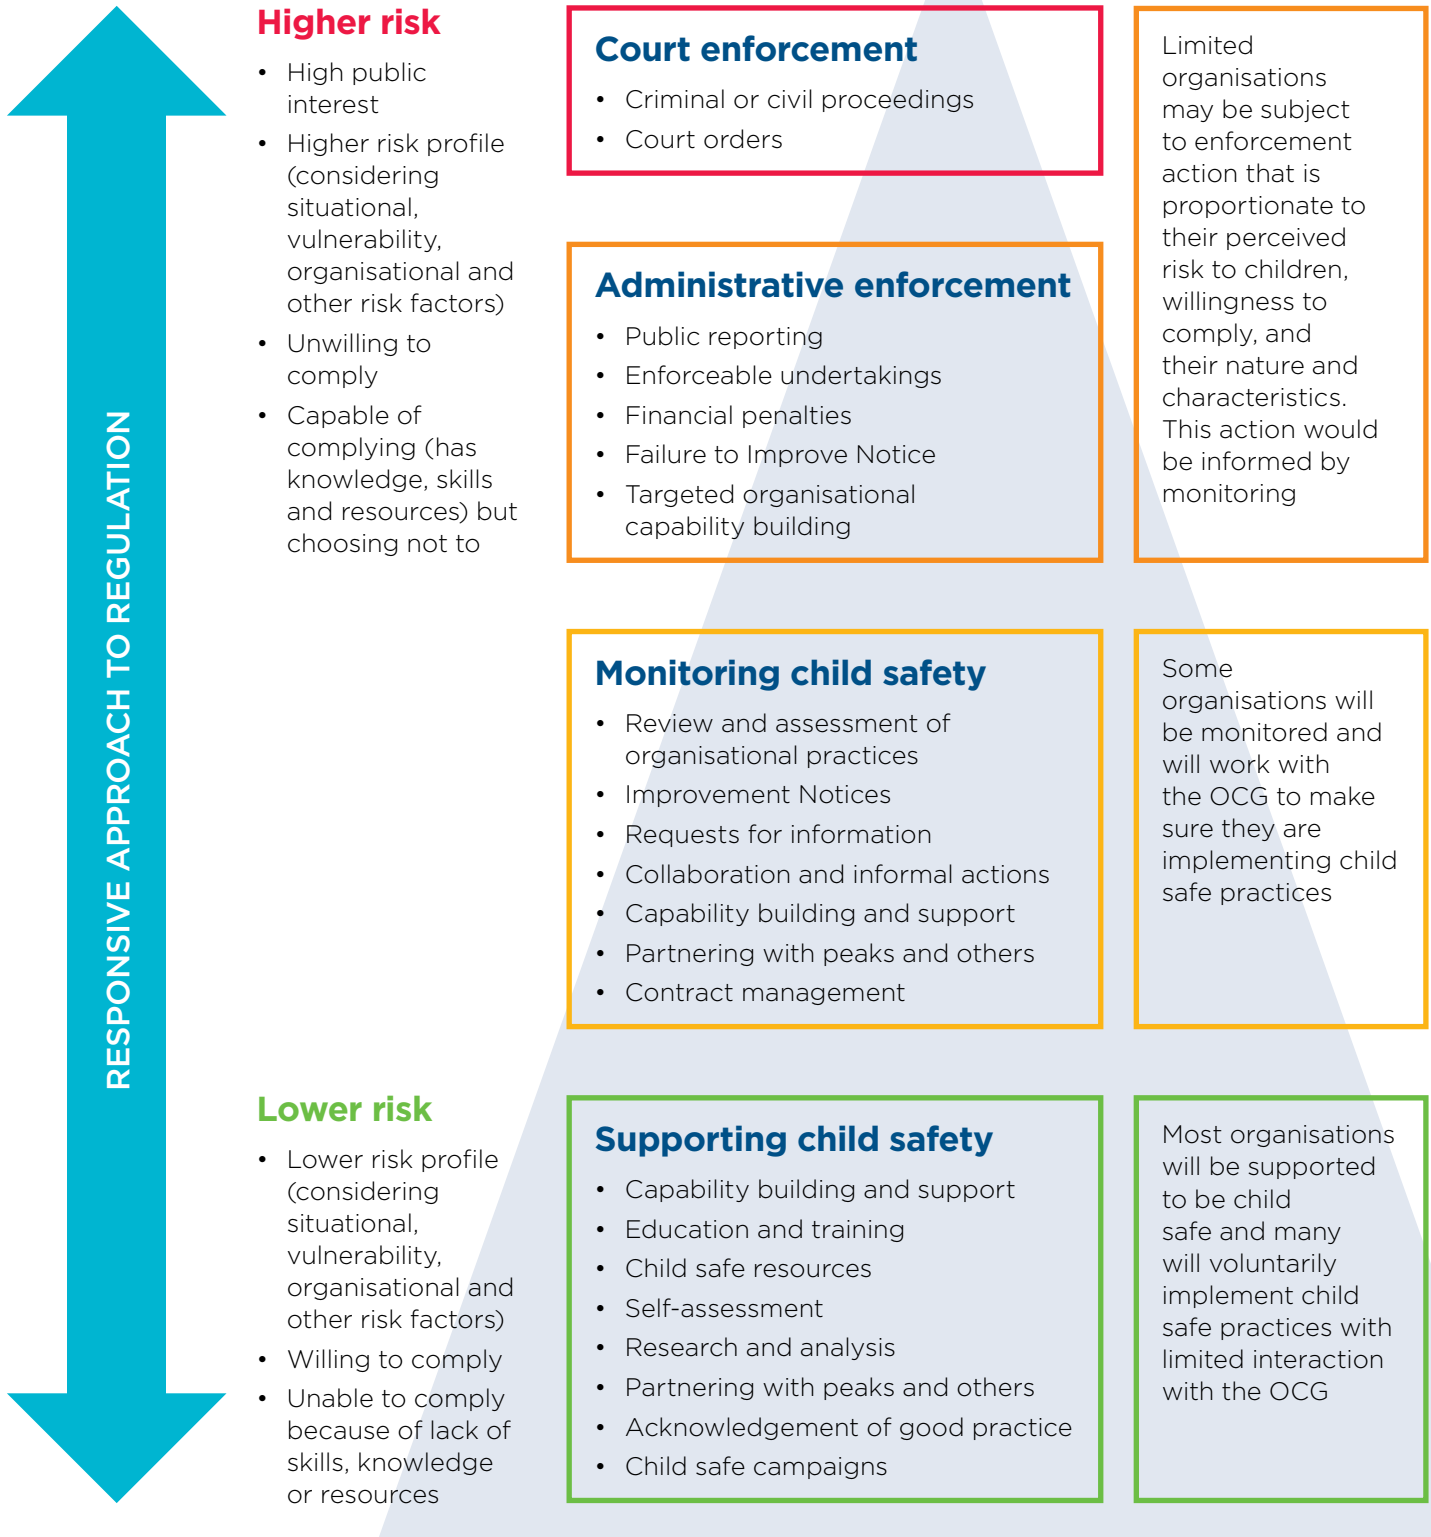 RESPONSIVE APPROACH TO REGULATION
Higher risk
• High public
interest
• Higher risk profile
(considering
situational,
vulnerability,
organisational and
other risk factors)
• Unwilling to
comply
• Capable of
complying (has
knowledge, skills
and resources) but
choosing not to
Lower risk
• Lower risk profile
(considering
situational,
vulnerability,
organisational and
other risk factors)
• Willing to comply
• Unable to comply
because of lack of
skills, knowledge
or resources
Court enforcement
• Criminal or civil proceedings
• Court orders
Administrative enforcement
• Public reporting
• Enforceable undertakings
• Financial penalties
• Failure to Improve Notice
• Targeted organisational
capability building
Limited
organisations
may be subject
to enforcement
action that is
proportionate to
their perceived
risk to children,
willingness to
comply, and
their nature and
characteristics.
This action would
be informed by
monitoring
Monitoring child safety
• Review and assessment of
organisational practices
• Improvement Notices
• Requests for information
• Collaboration and informal actions
• Capability building and support
• Partnering with peaks and others
• Contract management
Some
organisations will
be monitored and
will work with
the OCG to make
sure they are
implementing child
safe practices
Supporting child safety
• Capability building and support
• Education and training
• Child safe resources
• Self-assessment
• Research and analysis
• Partnering with peaks and others
• Acknowledgement of good practice
• Child safe campaigns
Most organisations
will be supported
to be child
safe and many
will voluntarily
implement child
safe practices with
limited interaction
with the OCG